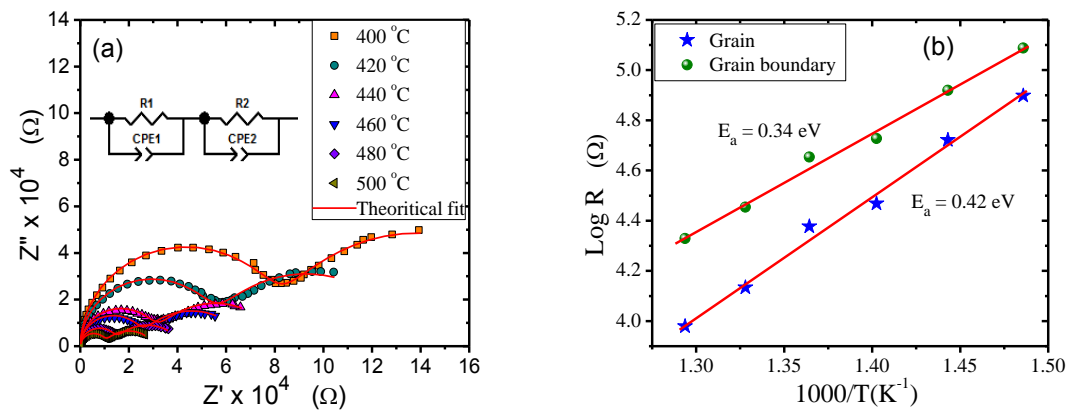 (a)
14
12
10
8
6
4
2
0
Z'' x 10^4 (Ω)
R1
R2
CPE1
CPE2
400 °C
420 °C
440 °C
460 °C
480 °C
500 °C
Theoritical fit
0 2 4 6 8 10 12 14
Z' x 10^4 (Ω)
(b)
5.2
5.0
4.8
4.6
4.4
4.2
4.0
Log R (Ω)
Grain
Grain boundary
E_a = 0.34 eV
E_a = 0.42 eV
1.30 1.35 1.40 1.45 1.50
1000/T(K^-1)